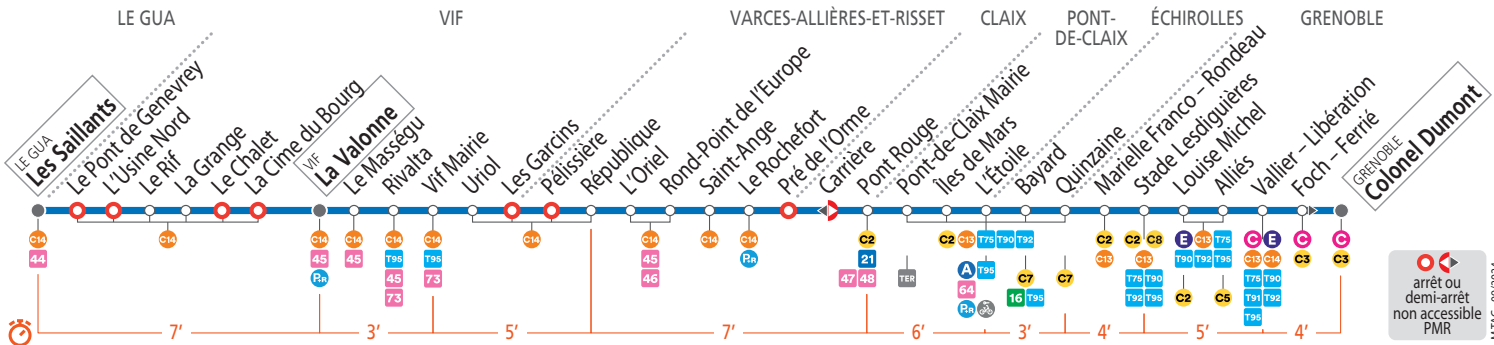 LE GUA
VIF
VARCES-ALLIÈRES-ET-RISSET
CLAIX
PONT-
DE-CLAIX
ÉCHIROLLES
GRENOBLE
LE GUA
Les Saillants
Le Pont de Genevrey
L'Usine Nord
Le Rif
La Grange
Le Chalet
La Cime du Bourg
VIF
La Valonne
Le Masségu
Rivalta
Vif Mairie
Uriol
Les Garcins
Pélissière
République
L'Oriel
Rond-Point de l'Europe
Saint-Ange
Le Rochefort
Pré de l'Orme
Carrière
Pont Rouge
Pont-de-Claix Mairie
Îles de Mars
L'Étoile
Bayard
Quinzaine
Marielle Franco – Rondeau
Stade Lesdiguières
Louise Michel
Alliés
Vallier – Libération
Foch – Ferrié
GRENOBLE
Colonel Dumont
C14
44
C14
C14
45
P+R
C14
45
C14
T95
45
73
C14
T95
73
C14
C14
45
46
C14
C14
P+R
C2
21
47 48
TER
C2 C13 T75 T90 T92
A T95
64
P+R
C7
16 T95
C7
C2
C13
C2 C8
C13
T75 T90
T92 T95
E C13 T75
T90 T92 T95
C2
C5
C E
C13 C14
T75 T90
T91 T92
T95
C
C3
C
C3
7’
3’
5’
7’
6’
3’
4’
5’
4’
arrêt ou
demi-arrêt
non accessible
PMR